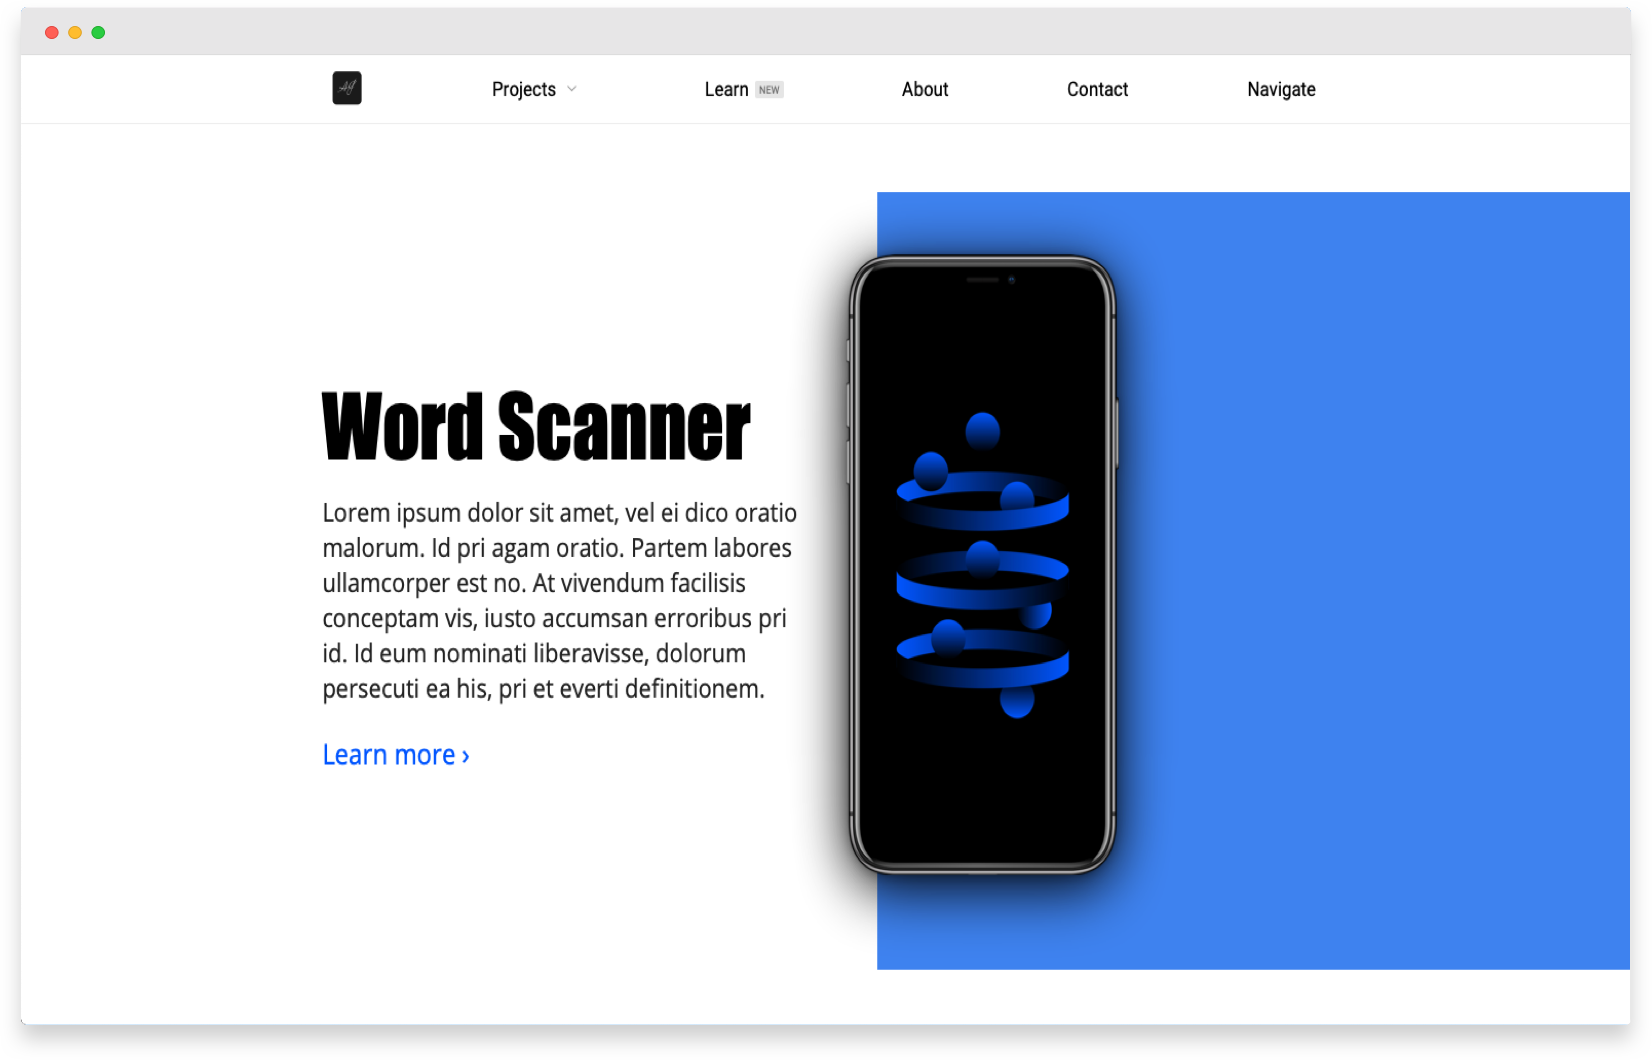 Projects
Learn NEW
About
Contact
Navigate
Word Scanner
Lorem ipsum dolor sit amet, vel ei dico oratio
malorum. Id pri agam oratio. Partem labores
ullamcorper est no. At vivendum facilisis
conceptam vis, iusto accumsan erroribus pri
id. Id eum nominati liberavisse, dolorum
persecuti ea his, pri et everti definitionem.
Learn more ›